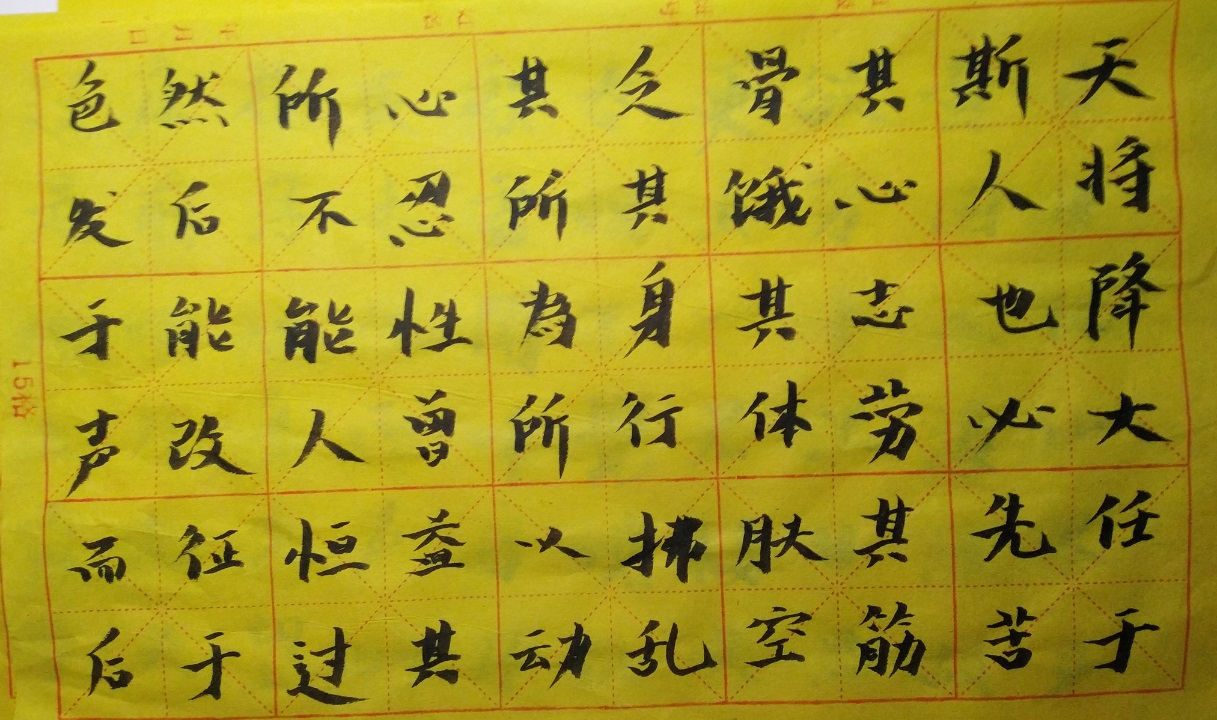 天将降大任于
斯人也必先苦
其心志劳其筋
骨饿其体肤空
乏其身行拂乱
其所為所以动
心忍性曾益其
所不能人恒过
然后能改征于
色发于声而后
15格